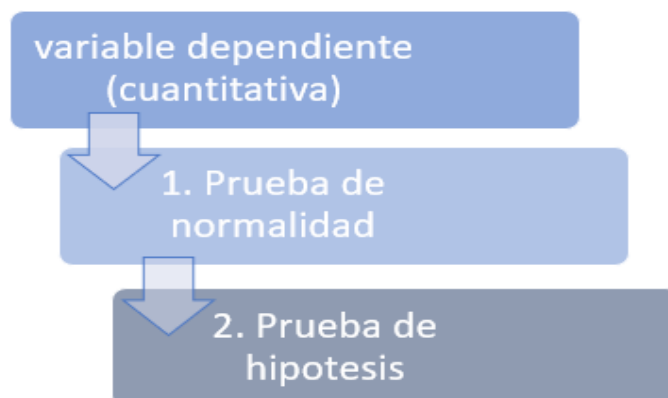 variable dependiente
(cuantitativa)
1. Prueba de
normalidad
2. Prueba de
hipotesis